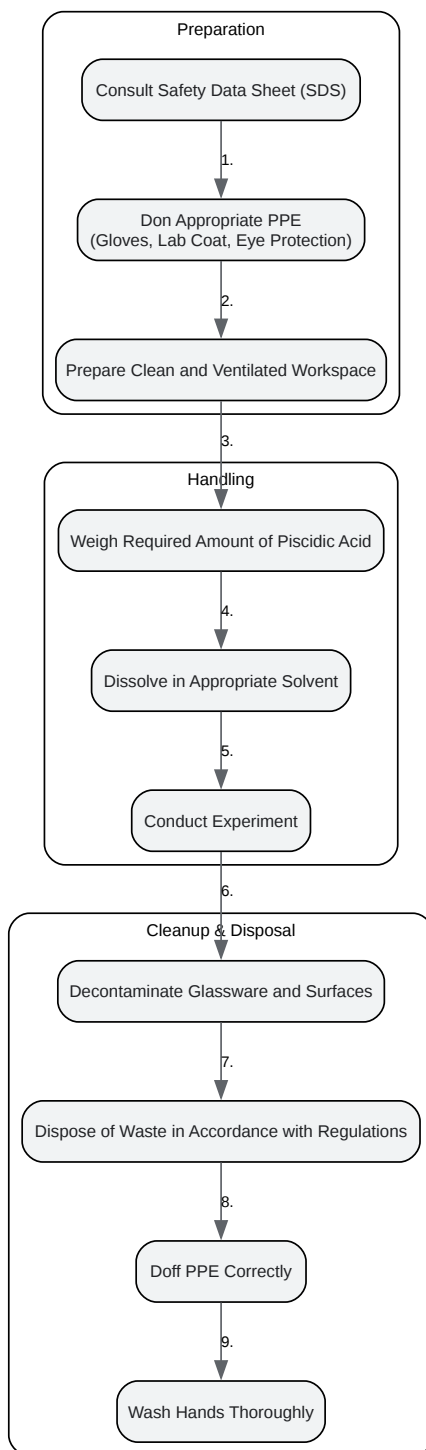 Preparation
Consult Safety Data Sheet (SDS)
1.
Don Appropriate PPE
(Gloves, Lab Coat, Eye Protection)
2.
Prepare Clean and Ventilated Workspace
3.
Handling
Weigh Required Amount of Piscidic Acid
4.
Dissolve in Appropriate Solvent
5.
Conduct Experiment
6.
Cleanup & Disposal
Decontaminate Glassware and Surfaces
7.
Dispose of Waste in Accordance with Regulations
8.
Doff PPE Correctly
9.
Wash Hands Thoroughly